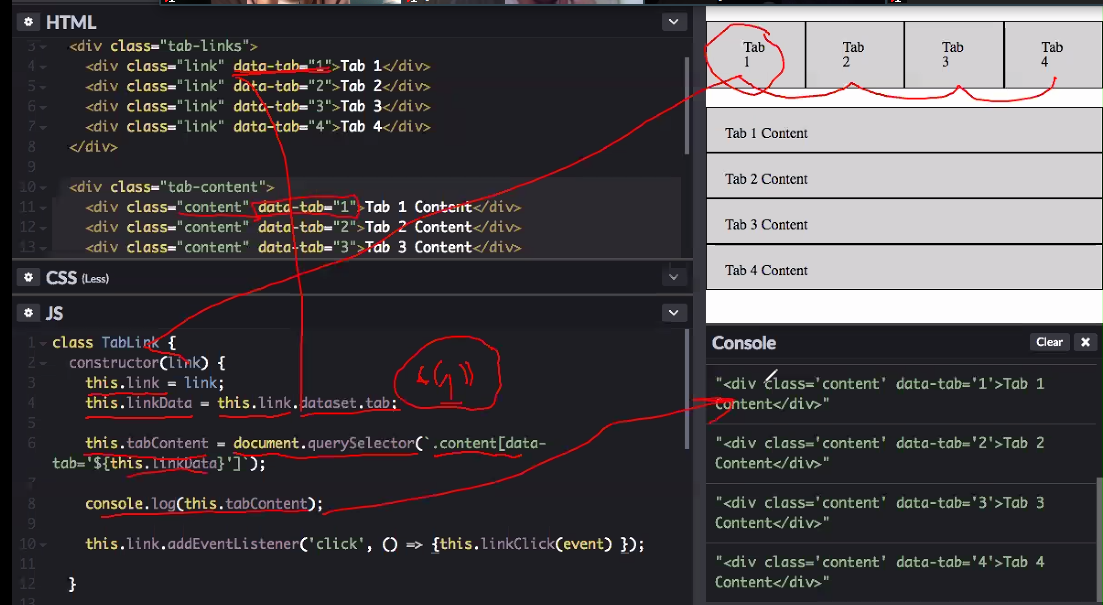 HTML
3 <div class="tab-links">
4 <div class="link" data-tab="1">Tab 1</div>
5 <div class="link" data-tab="2">Tab 2</div>
6 <div class="link" data-tab="3">Tab 3</div>
7 <div class="link" data-tab="4">Tab 4</div>
8 </div>
9
10 <div class="tab-content">
11 <div class="content" data-tab="1">Tab 1 Content</div>
12 <div class="content" data-tab="2">Tab 2 Content</div>
13 <div class="content" data-tab="3">Tab 3 Content</div>
CSS (Less)
JS
1 class TabLink {
2 constructor(link) {
3 this.link = link;
4 this.linkData = this.link.dataset.tab;
5
6 this.tabContent = document.querySelector(`.content[data-
tab='${this.linkData}']`);
7
8 console.log(this.tabContent);
9
10 this.link.addEventListener('click', () => {this.linkClick(event) });
11
12 }
Tab
1
Tab
2
Tab
3
Tab
4
Tab 1 Content
Tab 2 Content
Tab 3 Content
Tab 4 Content
Console
Clear
"<div class='content' data-tab='1'>Tab 1
Content</div>"
"<div class='content' data-tab='2'>Tab 2
Content</div>"
"<div class='content' data-tab='3'>Tab 3
Content</div>"
"<div class='content' data-tab='4'>Tab 4
Content</div>"